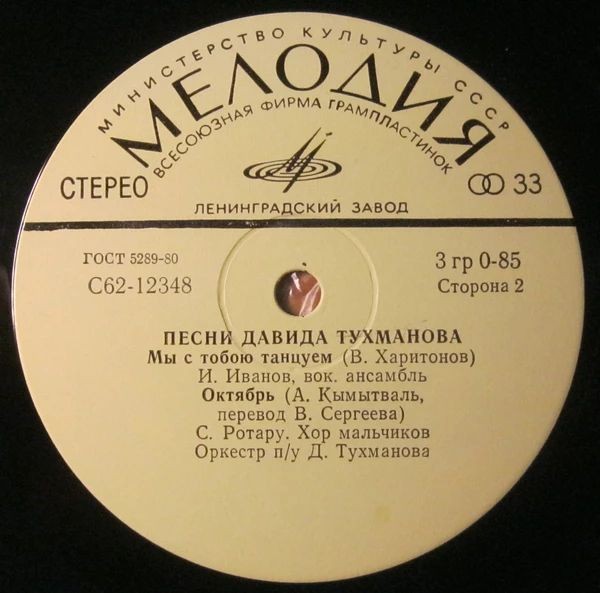 МИНИСТЕРСТВО КУЛЬТУРЫ СССР
МЕЛОДИЯ
ВСЕСОЮЗНАЯ ФИРМА ГРАМПЛАСТИНОК
СТЕРЕО
33
ЛЕНИНГРАДСКИЙ ЗАВОД
ГОСТ 5289-80
3 гр 0-85
С62-12348
Сторона 2
ПЕСНИ ДАВИДА ТУХМАНОВА
Мы с тобою танцуем (В. Харитонов)
И. Иванов, вок. ансамбль
Октябрь (А. Кымытваль,
перевод В. Сергеева)
С. Ротару. Хор мальчиков
Оркестр п/у Д. Тухманова